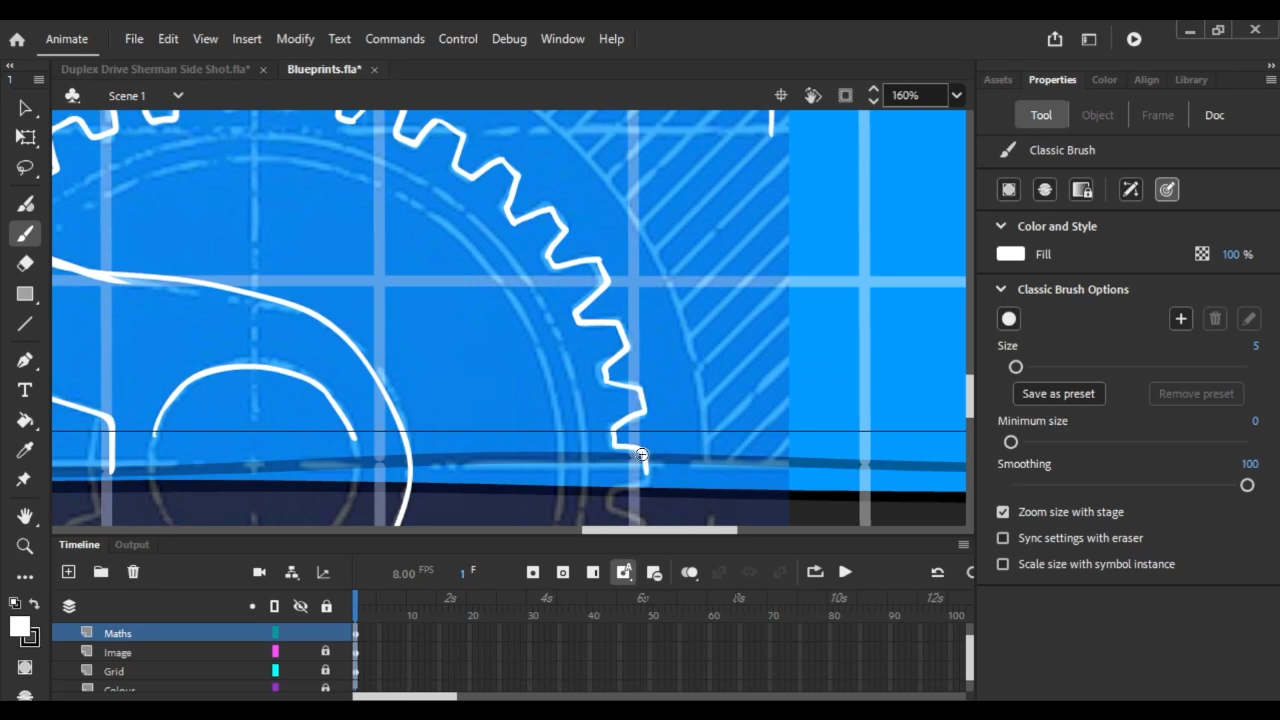 Animate File Edit View Insert Modify Text Commands Control Debug Window Help
Duplex Drive Sherman Side Shot.fla* Blueprints.fla*
1
Assets Properties Color Align Library
Scene 1 160%
Tool Object Frame Doc
Classic Brush
Color and Style
Fill 100 %
Classic Brush Options
Size 5
Save as preset Remove preset
Minimum size 0
Smoothing 100
Zoom size with stage
Sync settings with eraser
Scale size with symbol instance
Timeline Output
8.00 FPS 1 F
2s 4s 6s 8s 10s 12s
10 20 30 40 50 60 70 80 90 100
Maths
Image
Grid
Colour